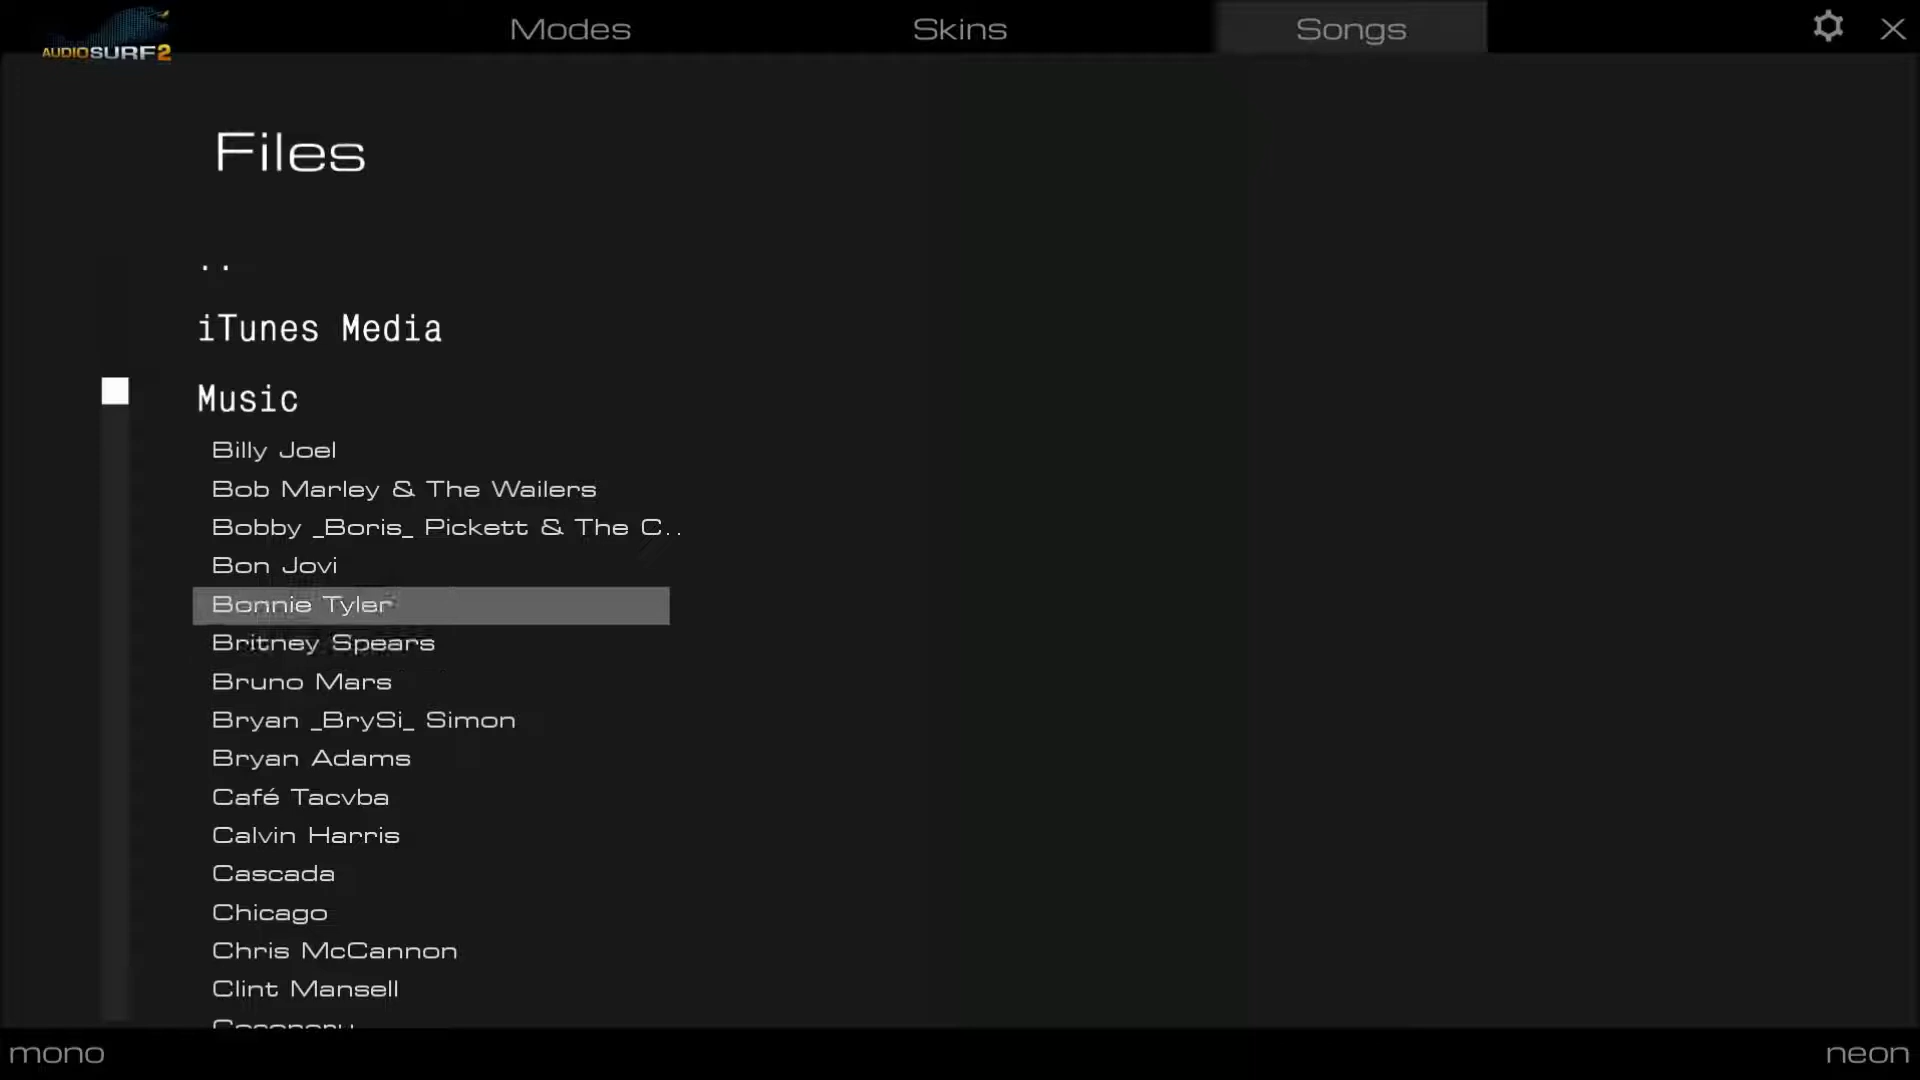 AUDIOSURF2
Modes
Skins
Songs
Files
..
iTunes Media
Music
Billy Joel
Bob Marley & The Wailers
Bobby _Boris_ Pickett & The C..
Bon Jovi
Bonnie Tyler
Britney Spears
Bruno Mars
Bryan _BrySi_ Simon
Bryan Adams
Café Tacvba
Calvin Harris
Cascada
Chicago
Chris McCannon
Clint Mansell
mono
neon